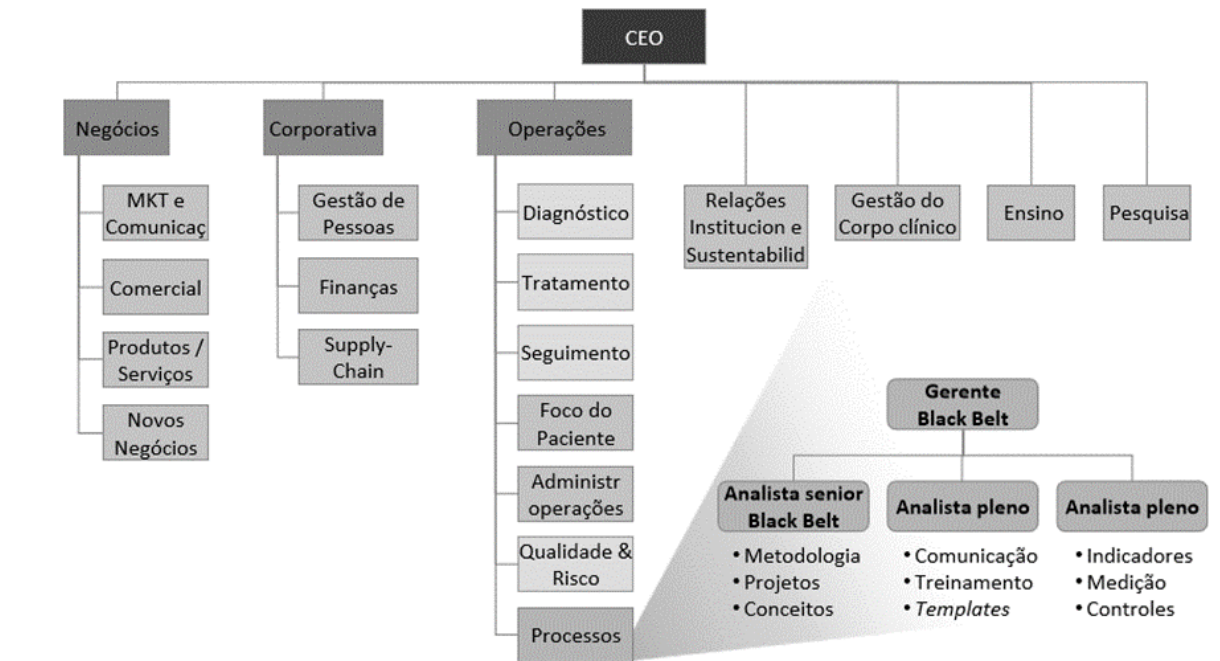 CEO
Negócios
Corporativa
Operações
MKT e
Comunicaç
Comercial
Produtos /
Serviços
Novos
Negócios
Gestão de
Pessoas
Finanças
Supply-
Chain
Diagnóstico
Tratamento
Seguimento
Foco do
Paciente
Administr
operações
Qualidade &
Risco
Processos
Relações
Institucion e
Sustentabilid
Gestão do
Corpo clínico
Ensino
Pesquisa
Gerente
Black Belt
Analista senior
Black Belt
• Metodologia
• Projetos
• Conceitos
Analista pleno
• Comunicação
• Treinamento
• Templates
Analista pleno
• Indicadores
• Medição
• Controles